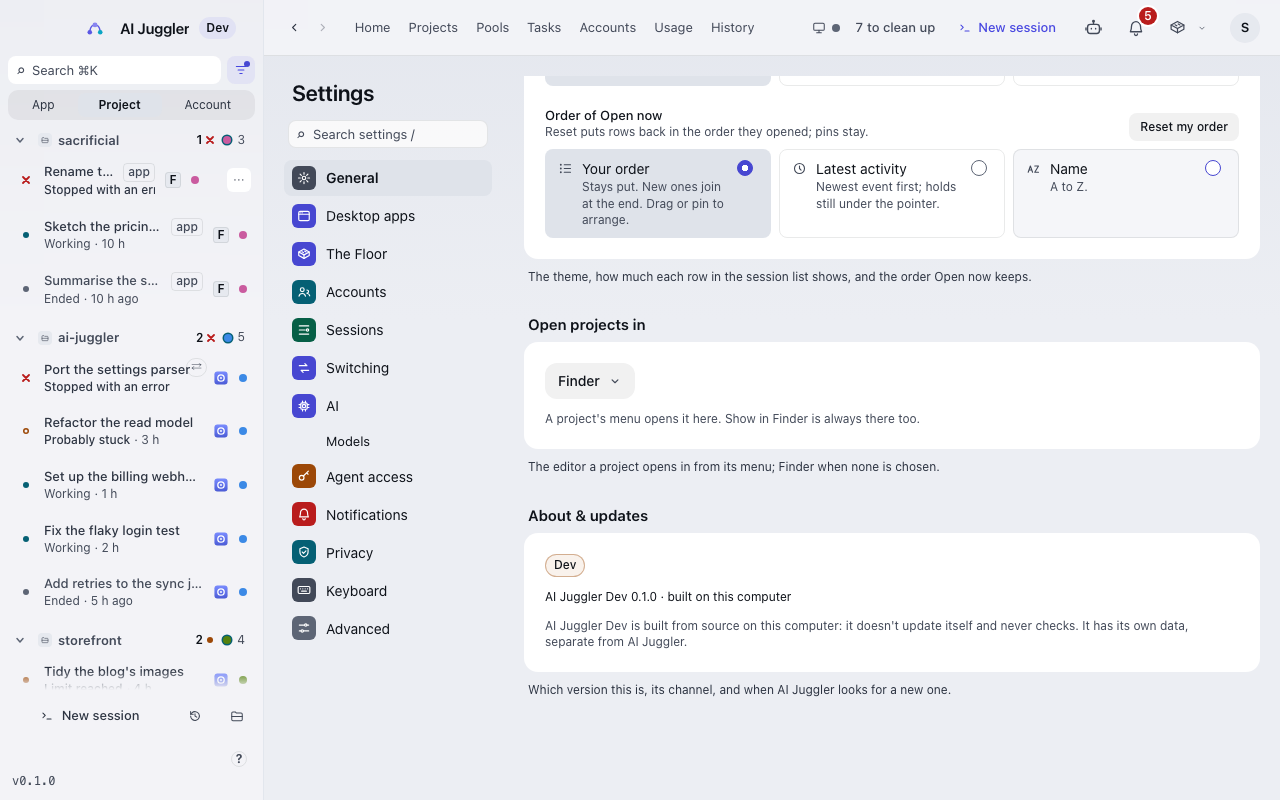 AI Juggler Dev
Home Projects Pools Tasks Accounts Usage History 7 to clean up New session 5 S
Search ⌘K
App Project Account
sacrificial 1 3
Rename t... app F
Stopped with an err
Sketch the pricin... app F
Working · 10 h
Summarise the s... app F
Ended · 10 h ago
ai-juggler 2 5
Port the settings parser
Stopped with an error
Refactor the read model
Probably stuck · 3 h
Set up the billing webh...
Working · 1 h
Fix the flaky login test
Working · 2 h
Add retries to the sync j...
Ended · 5 h ago
storefront 2 4
Tidy the blog's images
New session
?
v0.1.0
Settings
Search settings /
General
Desktop apps
The Floor
Accounts
Sessions
Switching
AI
Models
Agent access
Notifications
Privacy
Keyboard
Advanced
Order of Open now
Reset puts rows back in the order they opened; pins stay.
Reset my order
Your order
Stays put. New ones join
at the end. Drag or pin to
arrange.
Latest activity
Newest event first; holds
still under the pointer.
AZ Name
A to Z.
The theme, how much each row in the session list shows, and the order Open now keeps.
Open projects in
Finder
A project's menu opens it here. Show in Finder is always there too.
The editor a project opens in from its menu; Finder when none is chosen.
About & updates
Dev
AI Juggler Dev 0.1.0 · built on this computer
AI Juggler Dev is built from source on this computer: it doesn't update itself and never checks. It has its own data,
separate from AI Juggler.
Which version this is, its channel, and when AI Juggler looks for a new one.